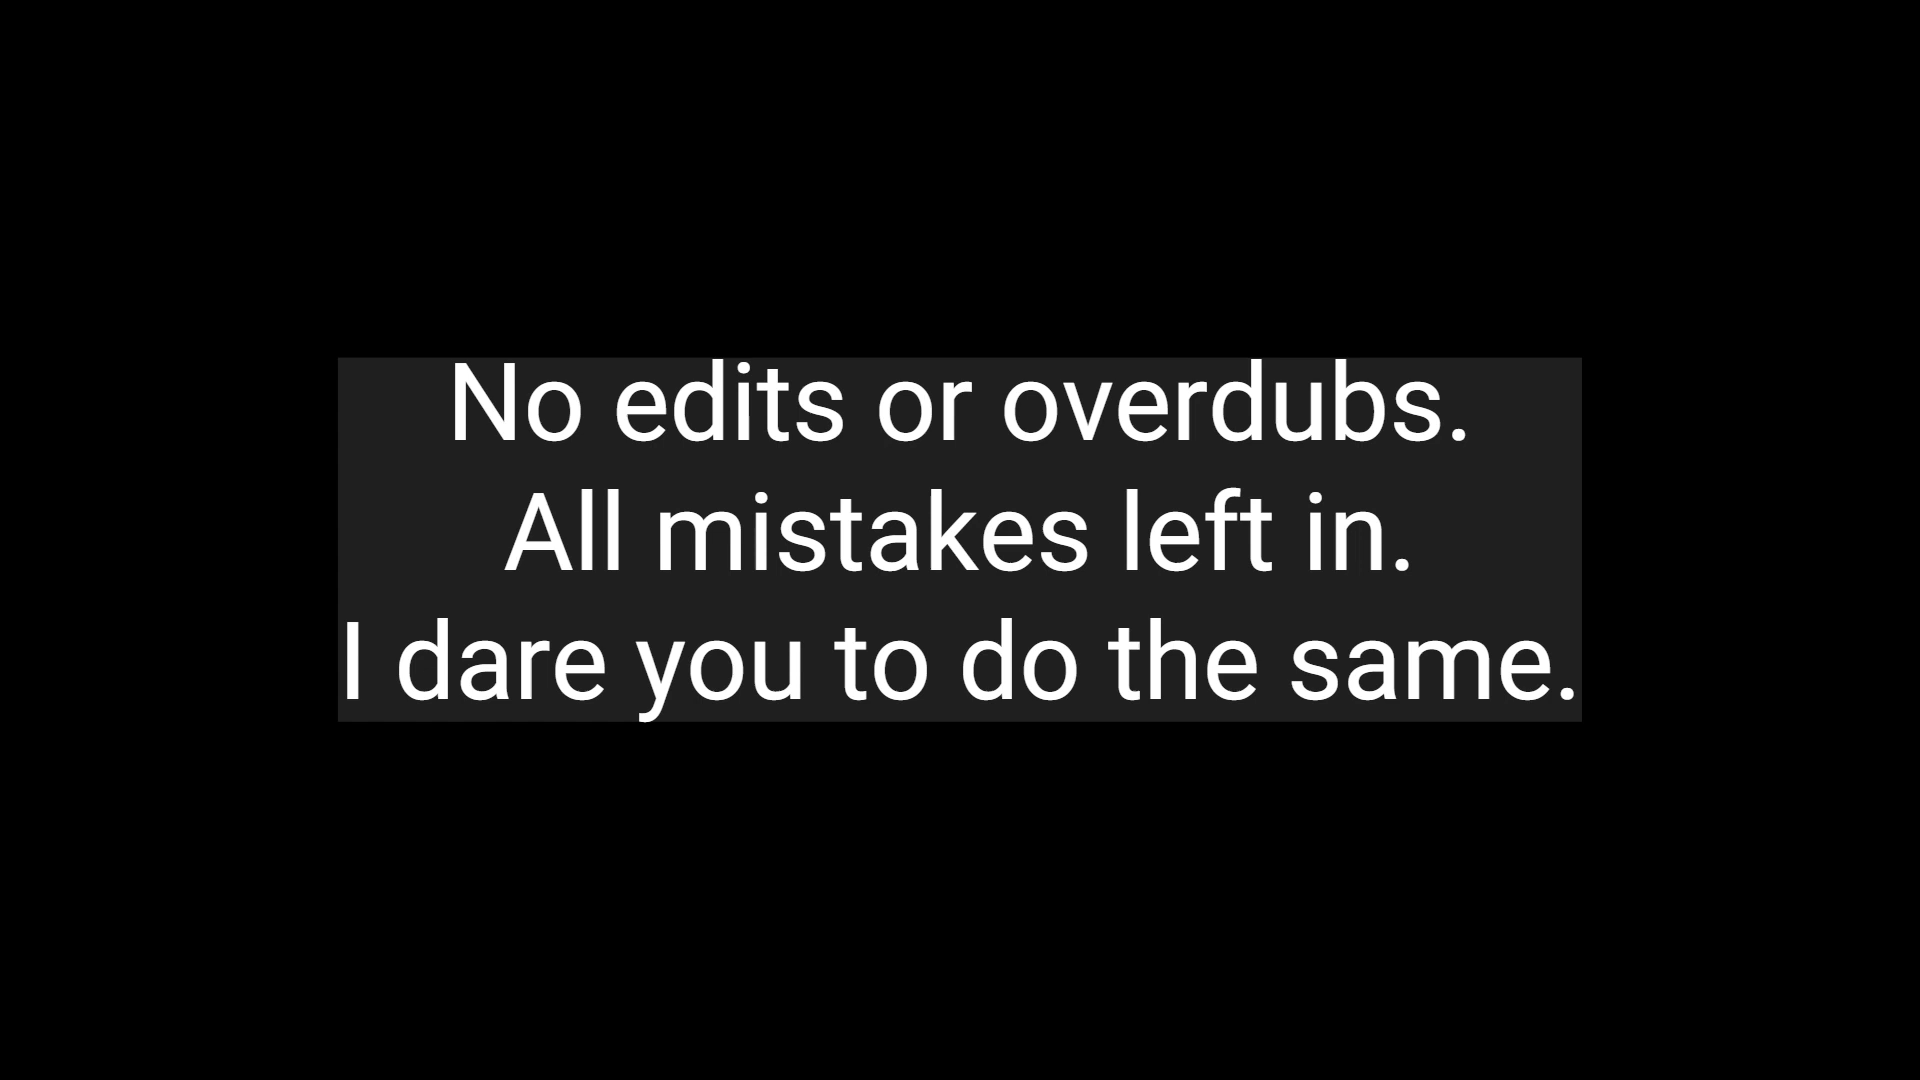 No edits or overdubs.
All mistakes left in.
I dare you to do the same.